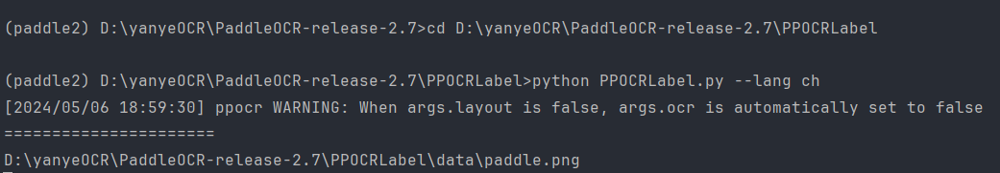 (paddle2) D:\yanyeOCR\PaddleOCR-release-2.7>cd D:\yanyeOCR\PaddleOCR-release-2.7\PPOCRLabel
(paddle2) D:\yanyeOCR\PaddleOCR-release-2.7\PPOCRLabel>python PPOCRLabel.py --lang ch
[2024/05/06 18:59:30] ppocr WARNING: When args.layout is false, args.ocr is automatically set to false
======================
D:\yanyeOCR\PaddleOCR-release-2.7\PPOCRLabel\data\paddle.png